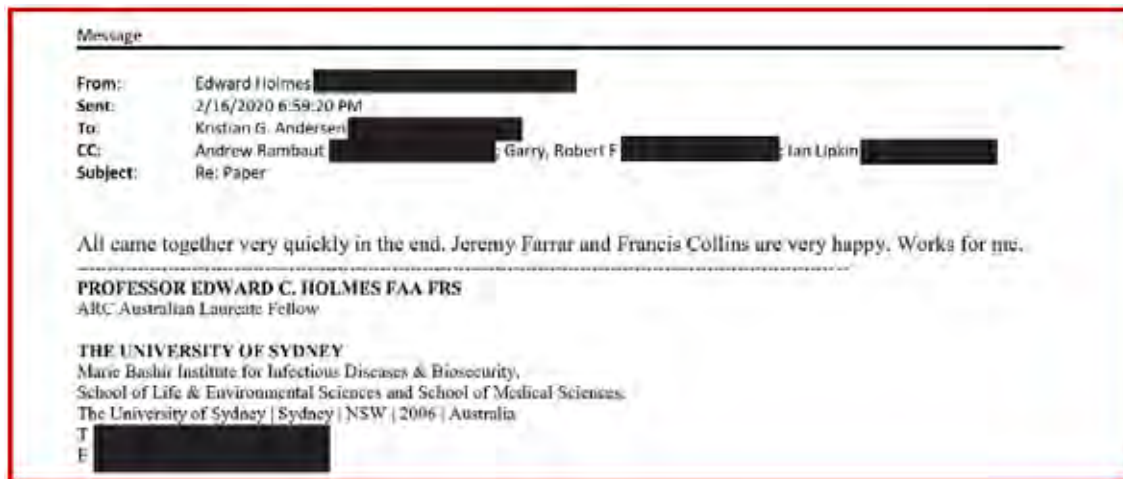 Message
From: Edward Holmes
Sent: 2/16/2020 6:59:20 PM
To: Kristian G. Andersen
CC: Andrew Rambaut ; Garry, Robert F ; Ian Lipkin
Subject: Re: Paper
All came together very quickly in the end. Jeremy Farrar and Francis Collins are very happy. Works for me.
PROFESSOR EDWARD C. HOLMES FAA FRS
ARC Australian Laureate Fellow
THE UNIVERSITY OF SYDNEY
Marie Bashir Institute for Infectious Diseases & Biosecurity,
School of Life & Environmental Sciences and School of Medical Sciences,
The University of Sydney | Sydney | NSW | 2006 | Australia
T
E